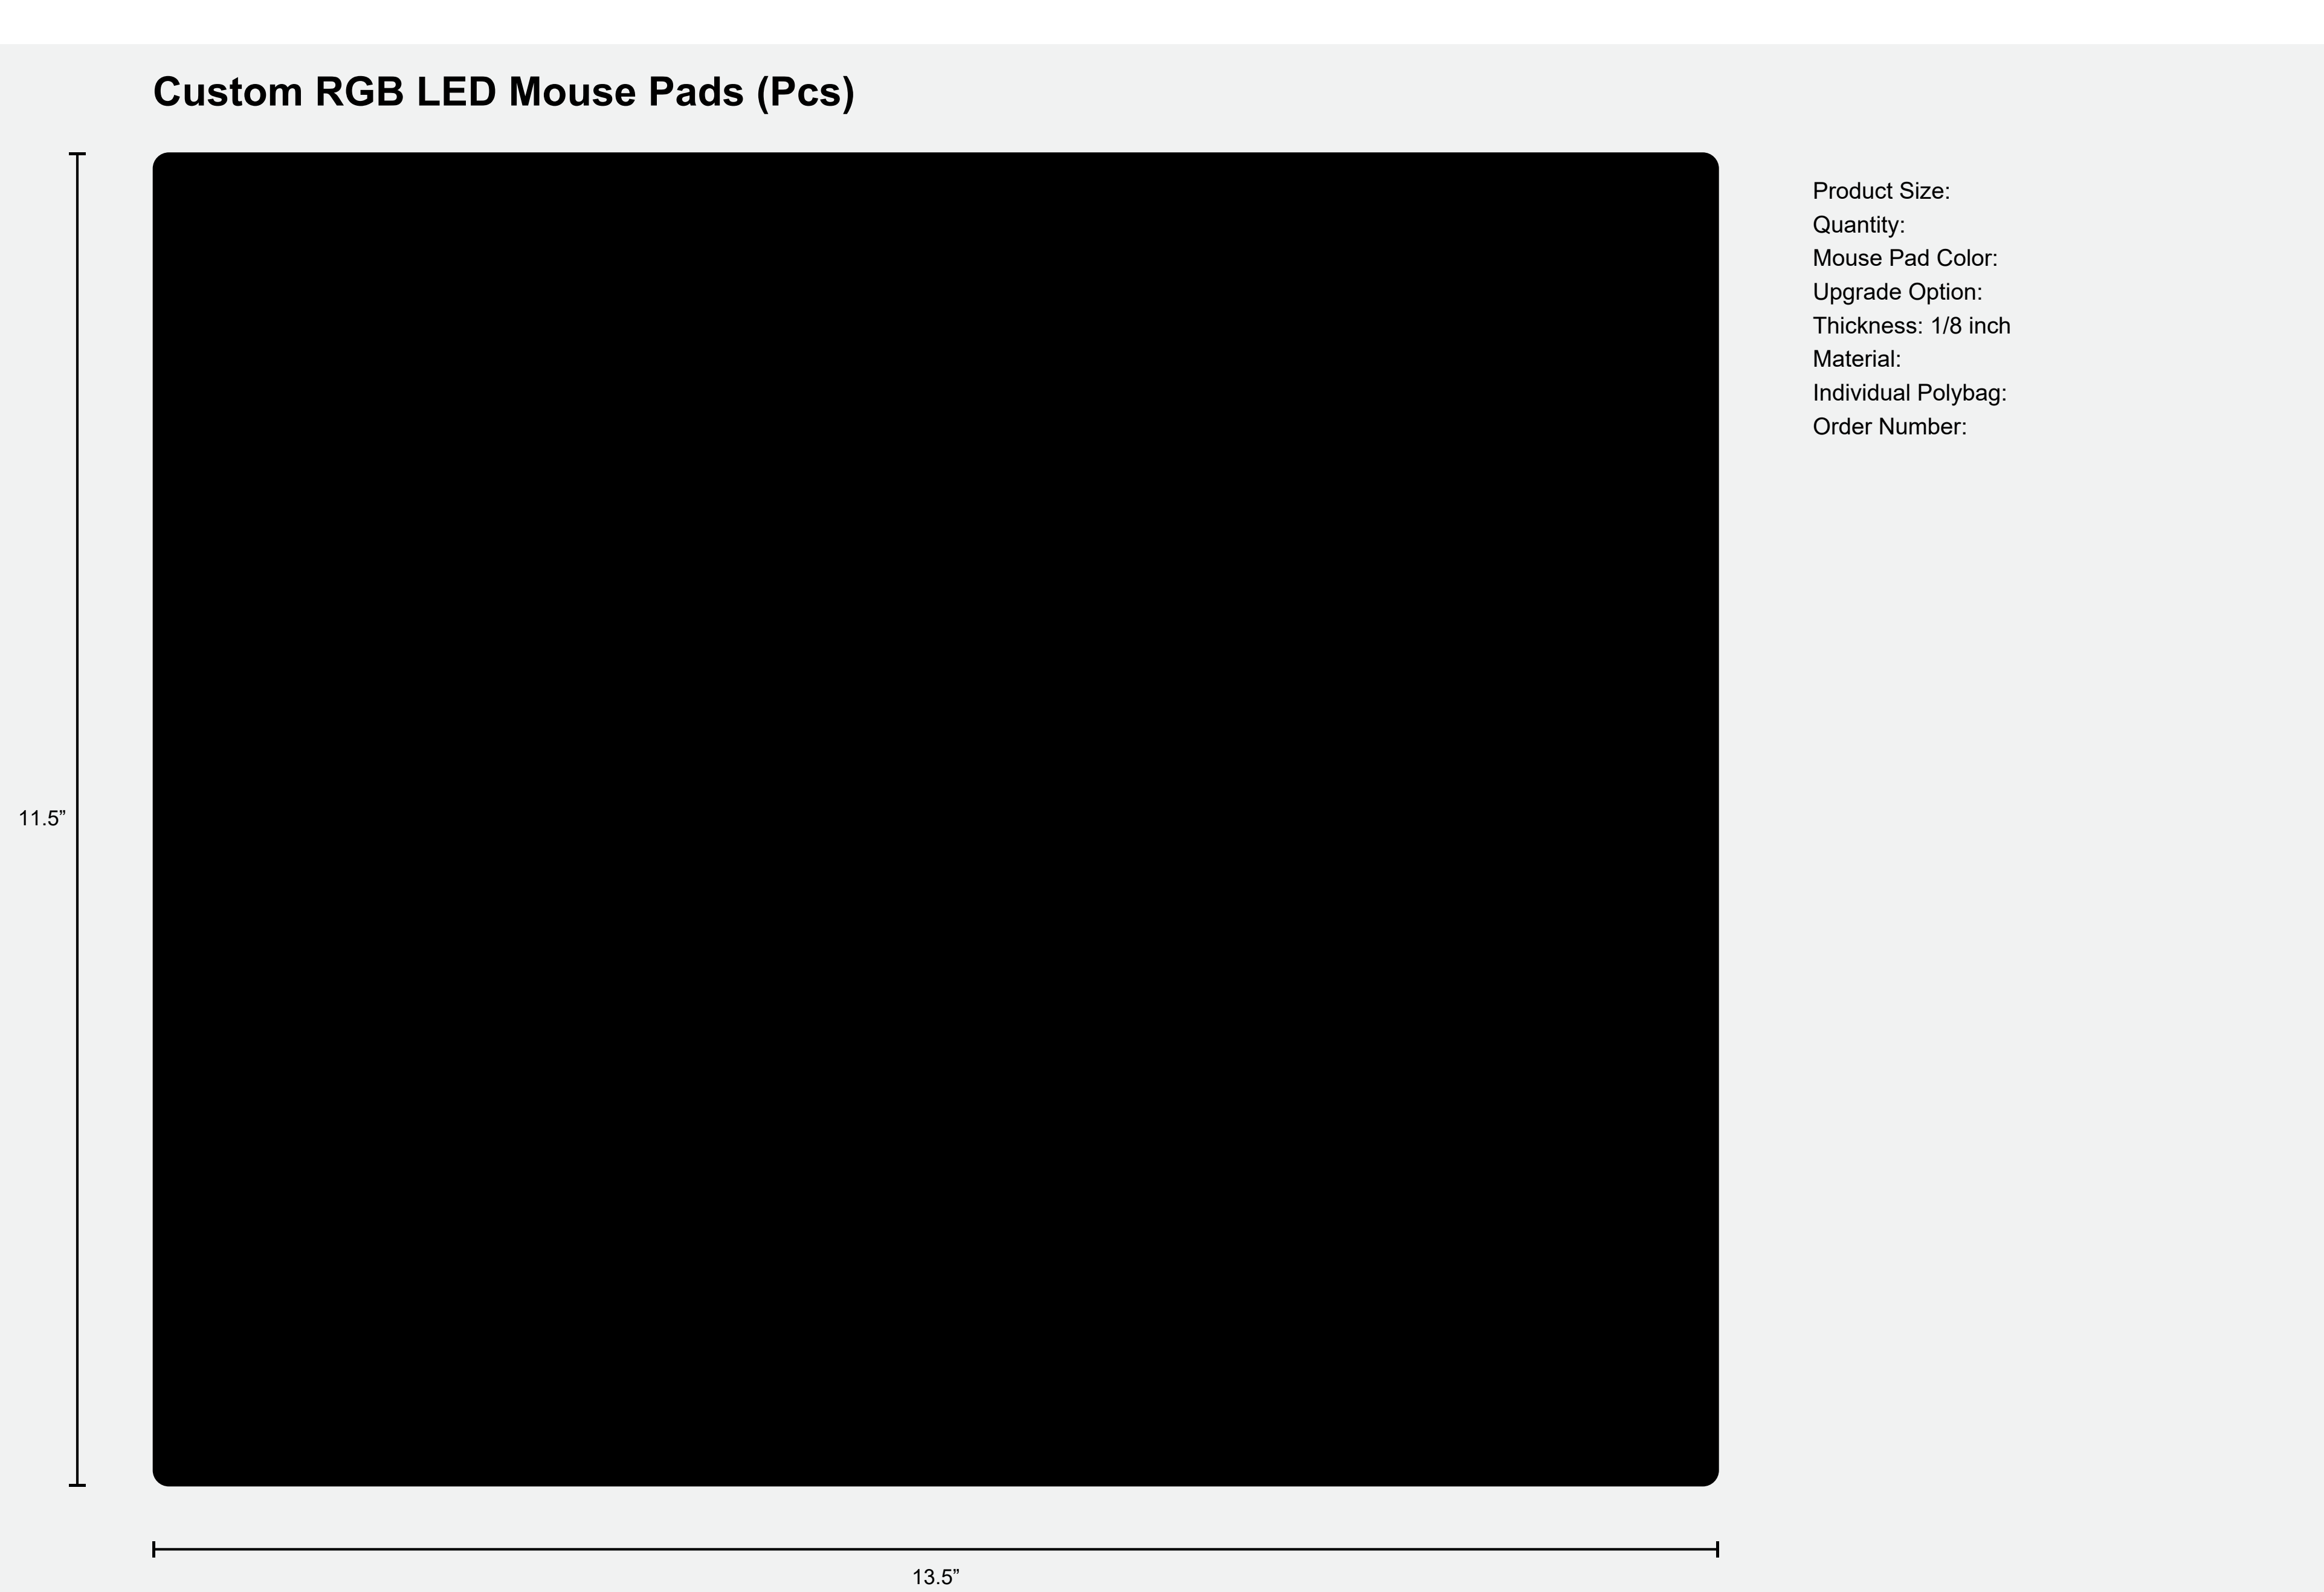 Custom RGB LED Mouse Pads (Pcs)
Product Size:
Quantity:
Mouse Pad Color:
Upgrade Option:
Thickness: 1/8 inch
Material:
Individual Polybag:
Order Number:
11.5”
13.5”